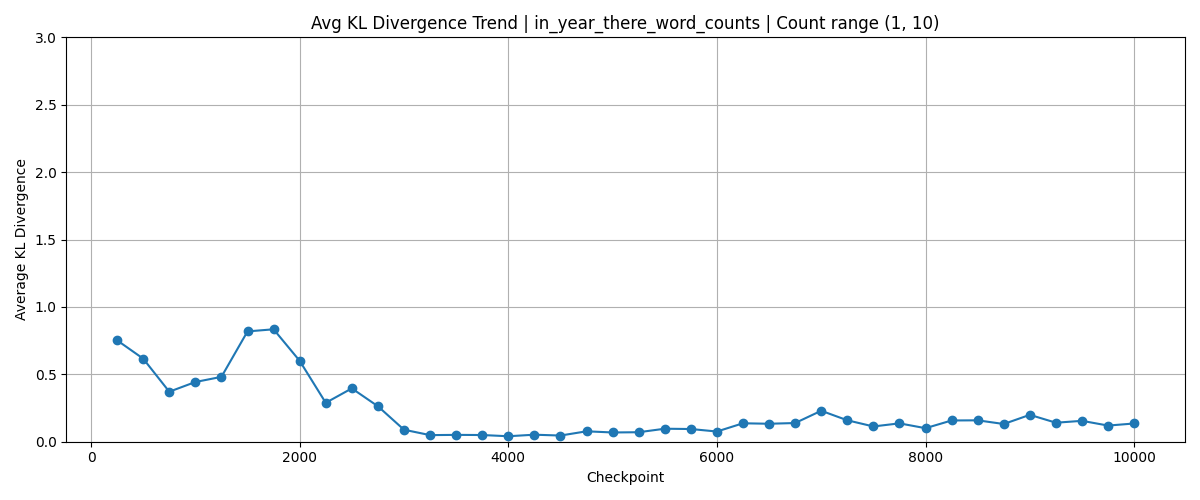 Avg KL Divergence Trend | in_year_there_word_counts | Count range (1, 10)
Average KL Divergence
3.0
2.5
2.0
1.5
1.0
0.5
0.0
0 2000 4000 6000 8000 10000
Checkpoint